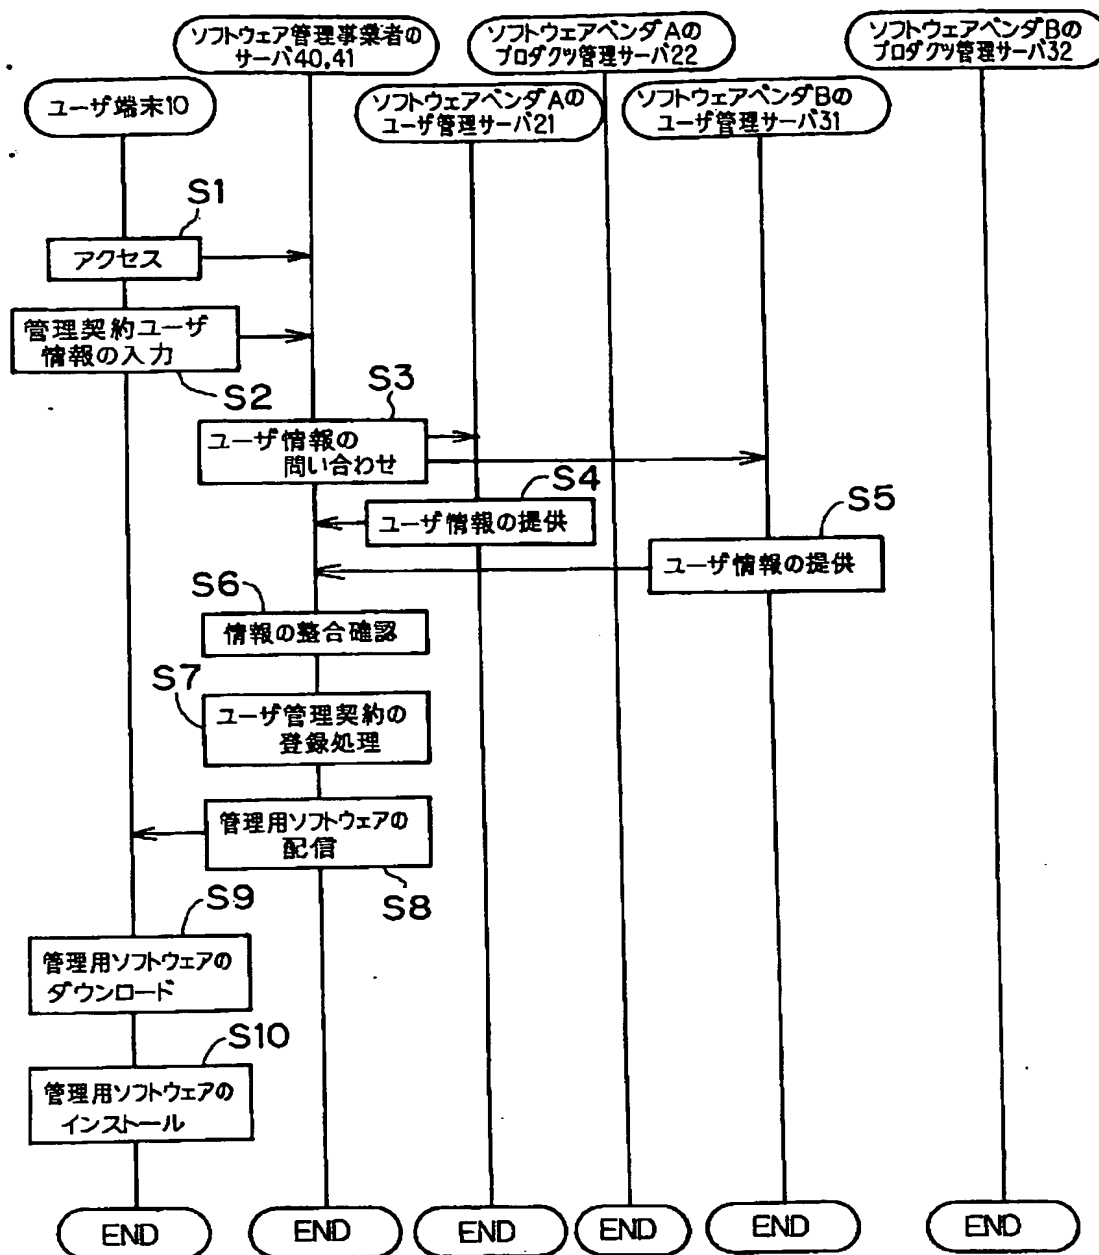 ソフトウェア管理事業者の
サーバ40,41
ソフトウェアベンダAの
プロダクツ管理サーバ22
ソフトウェアベンダBの
プロダクツ管理サーバ32
ユーザ端末10
ソフトウェアベンダAの
ユーザ管理サーバ21
ソフトウェアベンダBの
ユーザ管理サーバ31
S1
アクセス
管理契約ユーザ
情報の入力
S2
S3
ユーザ情報の
問い合わせ
S4
ユーザ情報の提供
S5
ユーザ情報の提供
S6
情報の整合確認
S7
ユーザ管理契約の
登録処理
管理用ソフトウェアの
配信
S8
S9
管理用ソフトウェアの
ダウンロード
S10
管理用ソフトウェアの
インストール
END
END
END
END
END
END